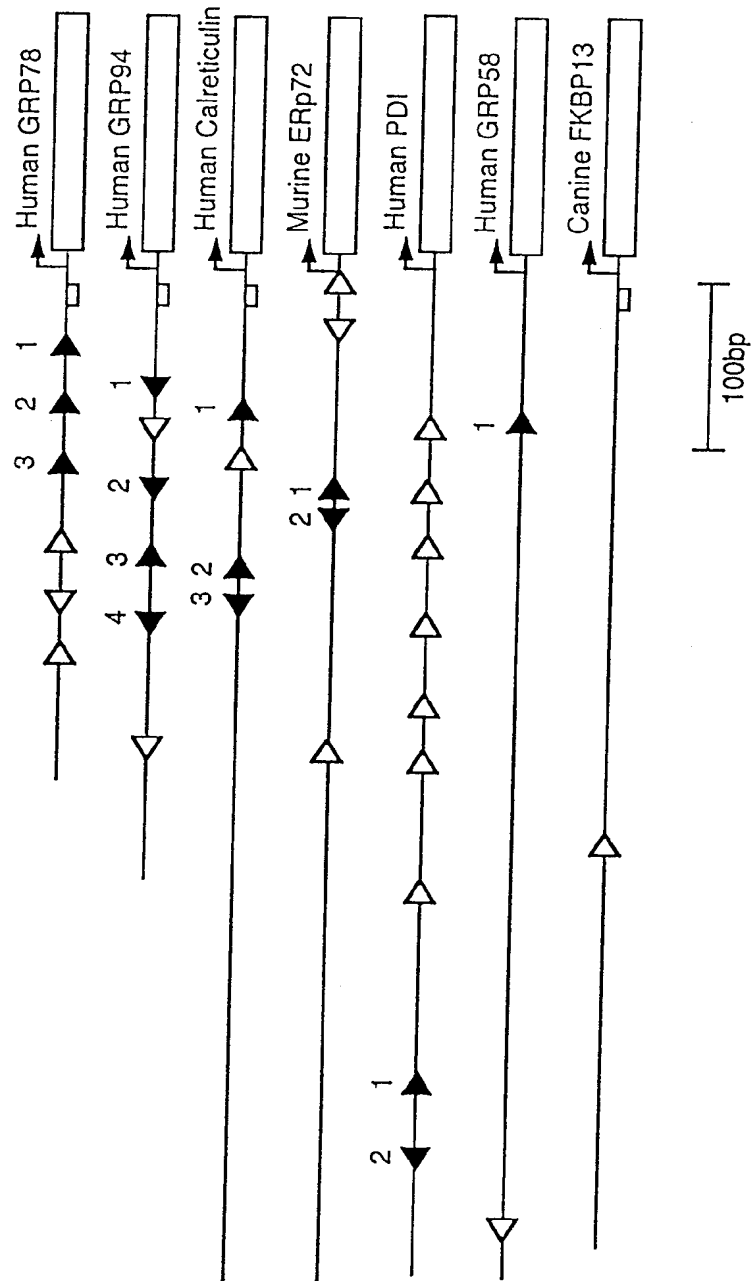 Human GRP78
3 2 1
Human GRP94
4 3 2 1
Human Calreticulin
3 2 1
Murine ERp72
2 1
Human PDI
2 1
Human GRP58
1
Canine FKBP13
100bp